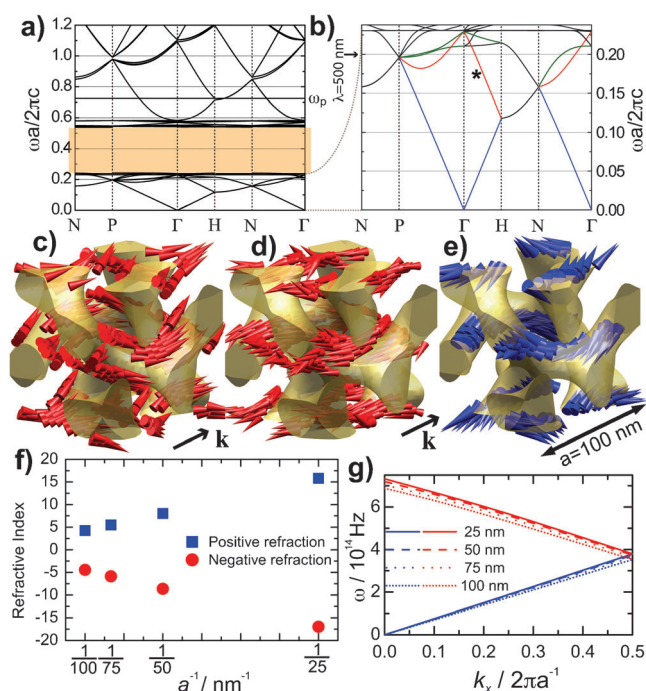 a)
b)
1.2
1.0
0.8
0.6
0.4
0.2
0.0
ωa/2πc
ωp
N P Γ H N Γ
λ=500 nm
*
0.20
0.15
0.10
0.05
0.00
ωa/2πc
N P Γ H N Γ
c)
d)
e)
k
k
a=100 nm
f)
g)
20
15
10
5
0
-5
-10
-15
-20
Refractive Index
Positive refraction
Negative refraction
1/100 1/75 1/50 1/25
a⁻¹/ nm⁻¹
6
4
2
0
ω / 10¹⁴ Hz
25 nm
50 nm
75 nm
100 nm
0.0 0.1 0.2 0.3 0.4 0.5
kₓ / 2πa⁻¹